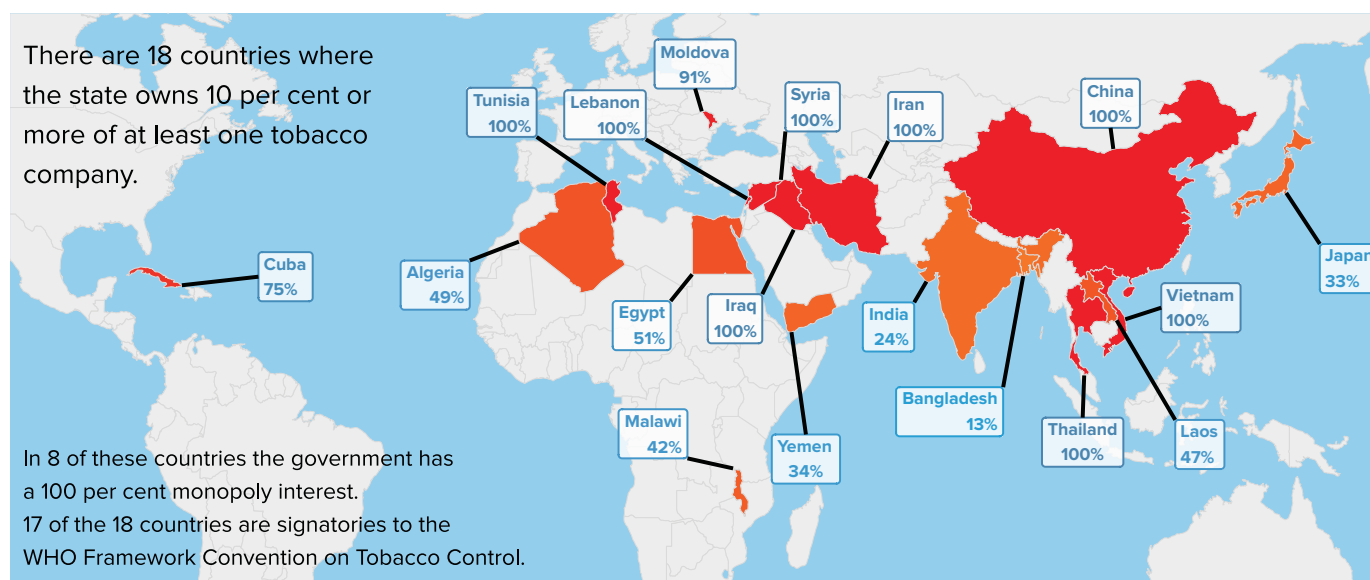 There are 18 countries where
the state owns 10 per cent or
more of at least one tobacco
company.
Moldova
91%
Tunisia
100%
Lebanon
100%
Syria
100%
Iran
100%
China
100%
Cuba
75%
Algeria
49%
Egypt
51%
Iraq
100%
India
24%
Japan
33%
Vietnam
100%
Bangladesh
13%
Thailand
100%
Laos
47%
Malawi
42%
Yemen
34%
In 8 of these countries the government has
a 100 per cent monopoly interest.
17 of the 18 countries are signatories to the
WHO Framework Convention on Tobacco Control.